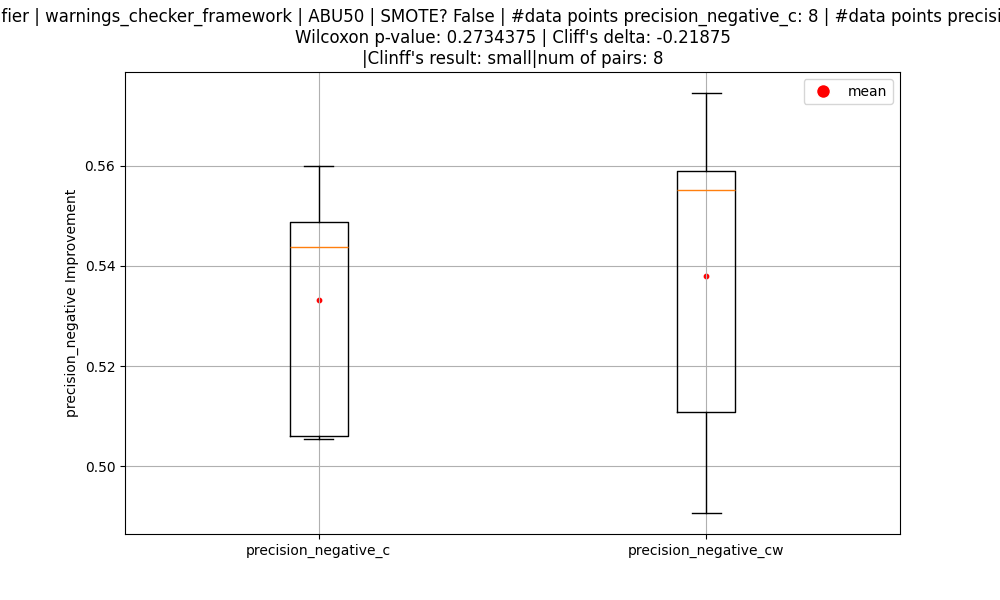 fier | warnings_checker_framework | ABU50 | SMOTE? False | #data points precision_negative_c: 8 | #data points precisi
Wilcoxon p-value: 0.2734375 | Cliff's delta: -0.21875
|Clinff's result: small|num of pairs: 8
mean
precision_negative Improvement
0.56
0.54
0.52
0.50
precision_negative_c
precision_negative_cw